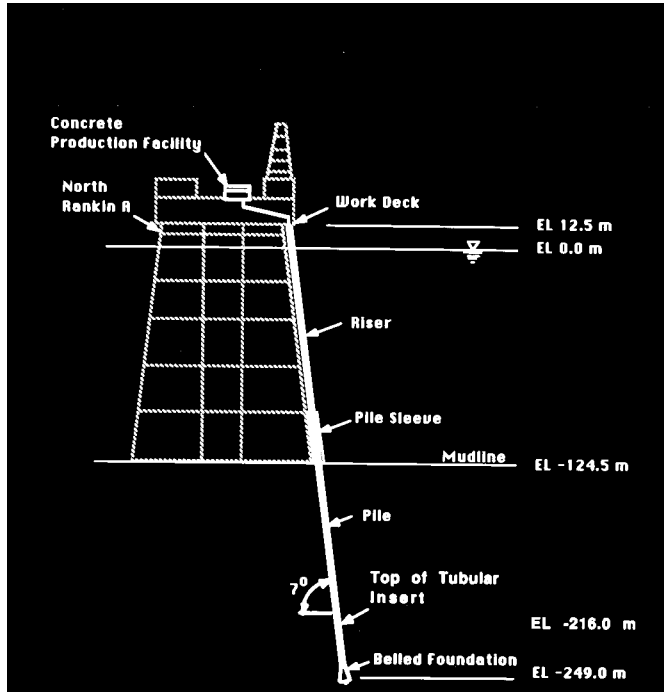 Concrete
Production Facility
North
Rankin A
Work Deck
EL 12.5 m
EL 0.0 m
Riser
Pile Sleeve
Mudline
EL -124.5 m
Pile
7⁰
Top of Tubular
Insert
EL -216.0 m
Belled Foundation
EL -249.0 m